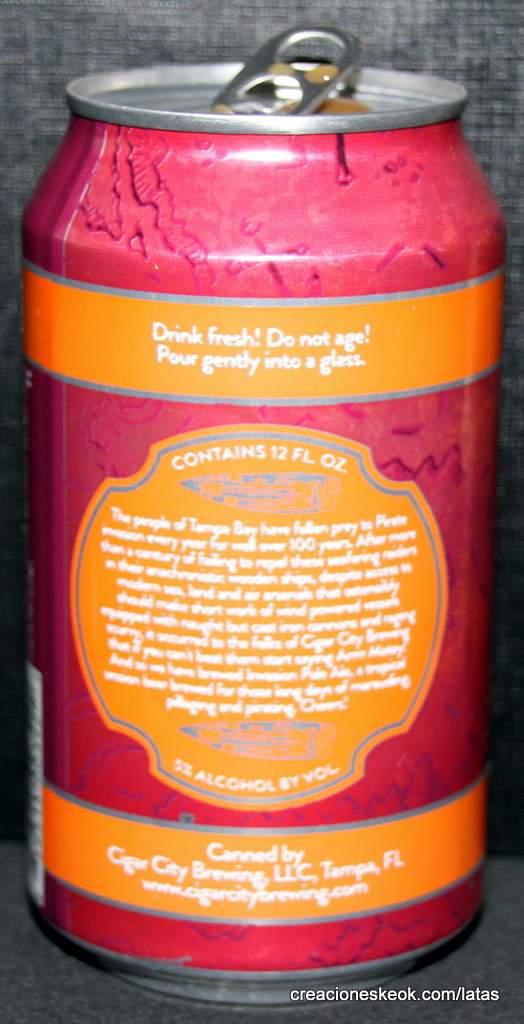 Drink fresh! Do not age!
Pour gently into a glass.
CONTAINS 12 FL. OZ.
The people of Tampa Bay have fallen prey to Pirate
invasion every year for well over 100 years. After more
than a century of failing to repel these seafaring raiders
in their anachronistic wooden ships, despite access to
modern sea, land and air arsenals that ostensibly
should make short work of wind powered vessels
equipped with naught but cast iron cannons and raging
scurvy, it occurred to the folks at Cigar City Brewing
that if you can't beat them start saying Arrr Matey!
And so we have brewed Invasion Pale Ale, a tropical
session beer brewed for those long days of marauding,
pillaging and pirating. Cheers!
5% ALCOHOL BY VOL.
Canned by
Cigar City Brewing, LLC, Tampa, FL
www.cigarcitybrewing.com
creacioneskeok.com/latas